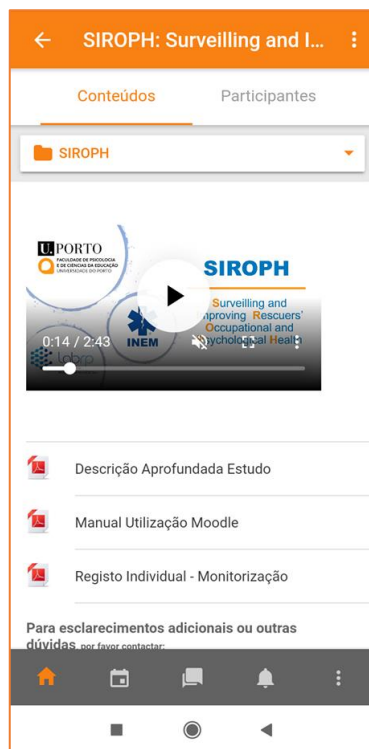 SIROPH: Surveilling and I...
Conteúdos
Participantes
SIROPH
U.PORTO
FACULDADE DE PSICOLOGIA
E DE CIÊNCIAS DA EDUCAÇÃO
UNIVERSIDADE DO PORTO
SIROPH
Surveilling and
Improving Rescuers'
Occupational and
Psychological Health
INEM
labrp
0:14 / 2:43
Descrição Aprofundada Estudo
Manual Utilização Moodle
Registo Individual - Monitorização
Para esclarecimentos adicionais ou outras
dúvidas por favor contactar: